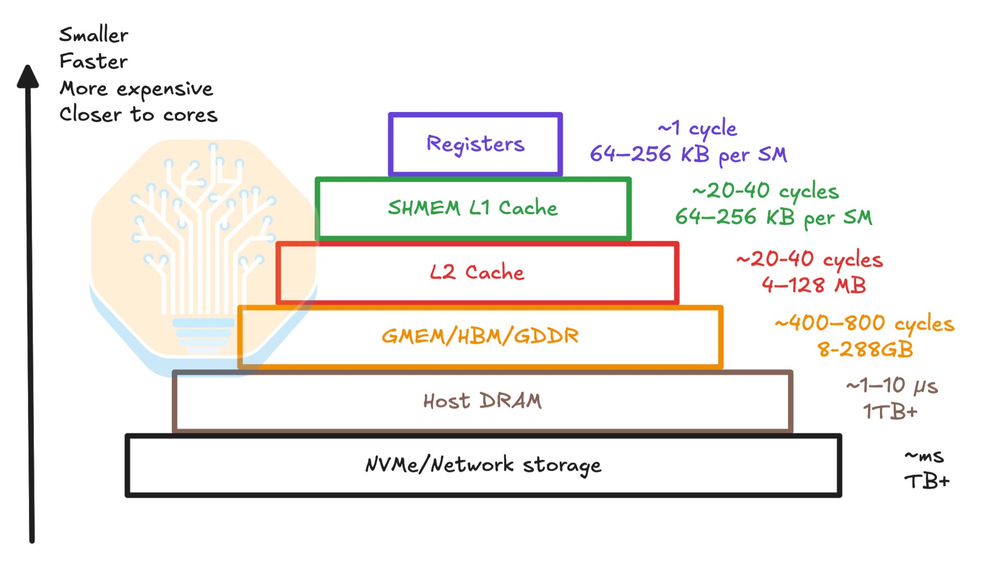 Smaller
Faster
More expensive
Closer to cores
Registers
~1 cycle
64–256 KB per SM
SHMEM L1 Cache
~20-40 cycles
64–256 KB per SM
L2 Cache
~20-40 cycles
4–128 MB
GMEM/HBM/GDDR
~400–800 cycles
8-288GB
Host DRAM
~1–10 µs
1TB+
NVMe/Network storage
~ms
TB+